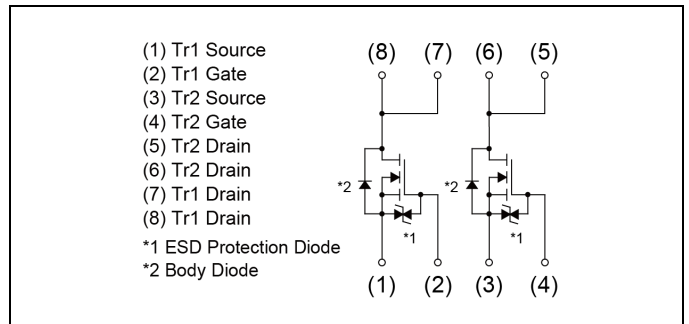 (1) Tr1 Source
(2) Tr1 Gate
(3) Tr2 Source
(4) Tr2 Gate
(5) Tr2 Drain
(6) Tr2 Drain
(7) Tr1 Drain
(8) Tr1 Drain
*1 ESD Protection Diode
*2 Body Diode
(8) (7) (6) (5)
*2 *2
*1 *1
(1) (2) (3) (4)